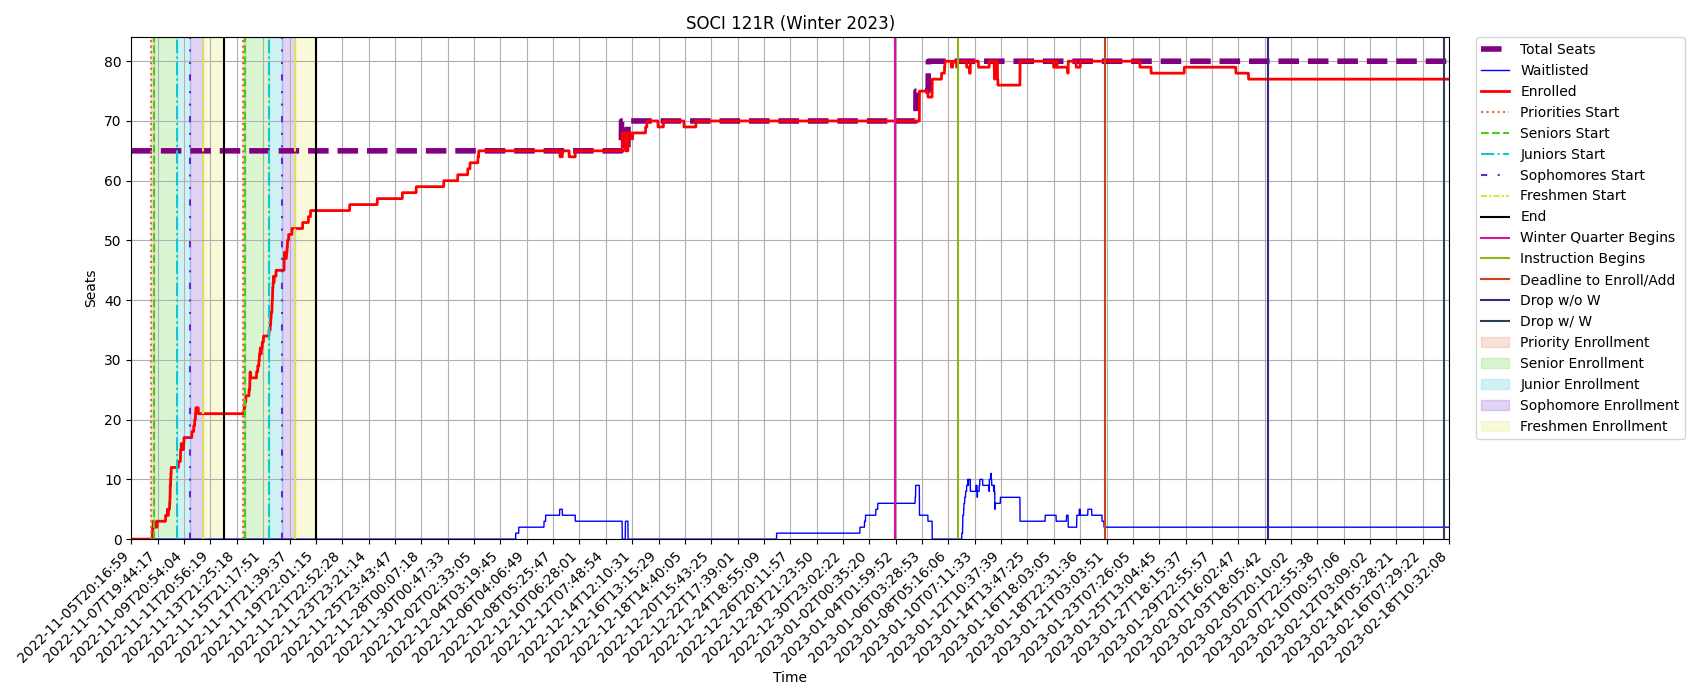 SOCI 121R (Winter 2023)
Seats
80
70
60
50
40
30
20
10
0
2022-11-05T20:16:59
2022-11-07T19:44:17
2022-11-09T20:54:04
2022-11-11T20:56:19
2022-11-13T21:25:18
2022-11-15T21:17:51
2022-11-17T21:39:37
2022-11-19T22:01:15
2022-11-21T22:52:28
2022-11-23T23:21:14
2022-11-25T23:43:47
2022-11-28T00:07:18
2022-11-30T00:47:33
2022-12-02T02:33:05
2022-12-04T03:19:45
2022-12-06T04:06:49
2022-12-08T05:25:47
2022-12-10T06:28:01
2022-12-12T07:48:54
2022-12-14T12:10:31
2022-12-16T13:15:29
2022-12-18T14:40:05
2022-12-20T15:43:25
2022-12-22T17:39:01
2022-12-24T18:55:09
2022-12-26T20:11:57
2022-12-28T21:23:50
2022-12-30T23:02:22
2023-01-02T00:35:20
2023-01-04T01:59:52
2023-01-06T03:28:53
2023-01-08T05:16:06
2023-01-10T07:11:33
2023-01-12T10:37:39
2023-01-14T13:47:25
2023-01-16T18:03:05
2023-01-18T22:31:36
2023-01-21T03:03:51
2023-01-23T07:26:05
2023-01-25T13:04:45
2023-01-27T18:15:37
2023-01-29T22:55:57
2023-02-01T16:02:47
2023-02-03T18:05:42
2023-02-05T20:10:02
2023-02-07T22:55:38
2023-02-10T00:57:06
2023-02-12T03:09:02
2023-02-14T05:28:21
2023-02-16T07:29:22
2023-02-18T10:32:08
Time
Total Seats
Waitlisted
Enrolled
Priorities Start
Seniors Start
Juniors Start
Sophomores Start
Freshmen Start
End
Winter Quarter Begins
Instruction Begins
Deadline to Enroll/Add
Drop w/o W
Drop w/ W
Priority Enrollment
Senior Enrollment
Junior Enrollment
Sophomore Enrollment
Freshmen Enrollment